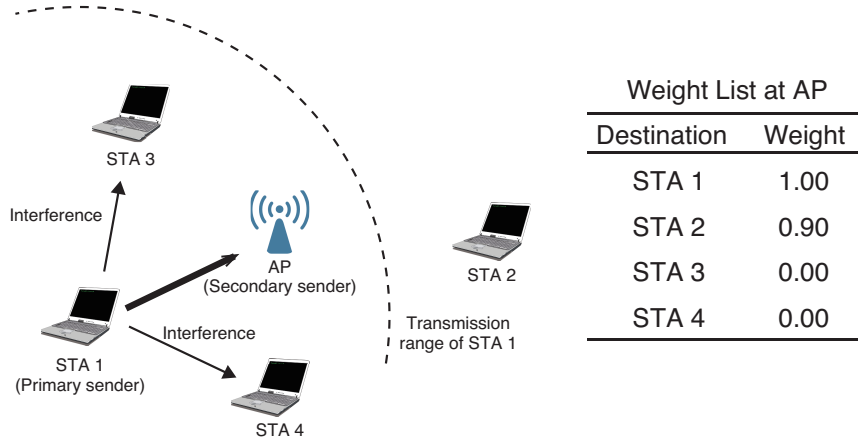 STA 3
Interference
AP
(Secondary sender)
STA 2
Interference
Transmission
range of STA 1
STA 1
(Primary sender)
STA 4
Weight List at AP
Destination Weight
STA 1 1.00
STA 2 0.90
STA 3 0.00
STA 4 0.00